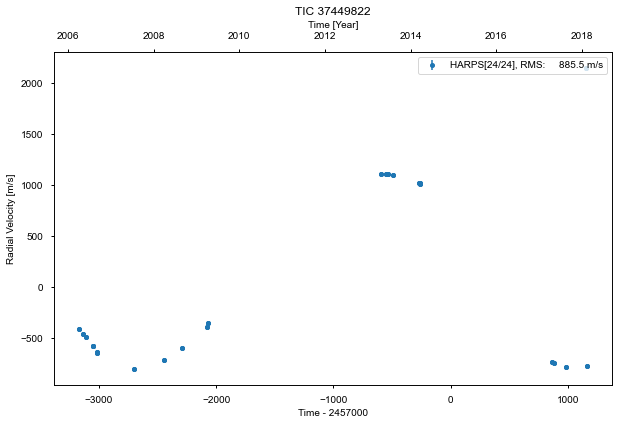 TIC 37449822
Time [Year]
2006 2008 2010 2012 2014 2016 2018
HARPS[24/24], RMS: 885.5 m/s
Radial Velocity [m/s]
2000
1500
1000
500
0
−500
−3000 −2000 −1000 0 1000
Time - 2457000